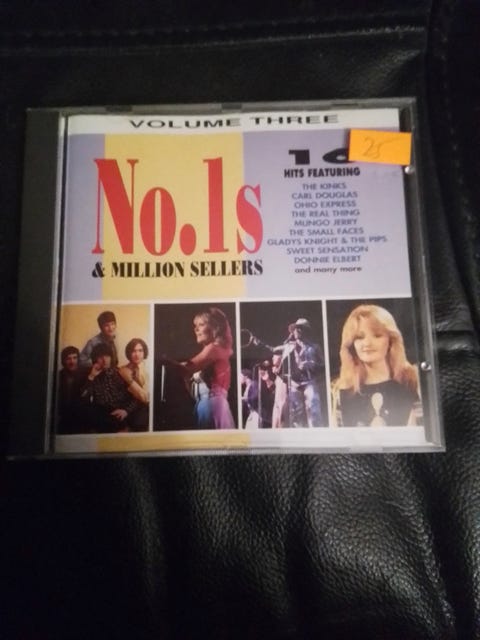 VOLUME THREE
25
No.1s
& MILLION SELLERS
HITS FEATURING
THE KINKS
CARL DOUGLAS
OHIO EXPRESS
THE REAL THING
MUNGO JERRY
THE SMALL FACES
GLADYS KNIGHT & THE PIPS
SWEET SENSATION
DONNIE ELBERT
and many more